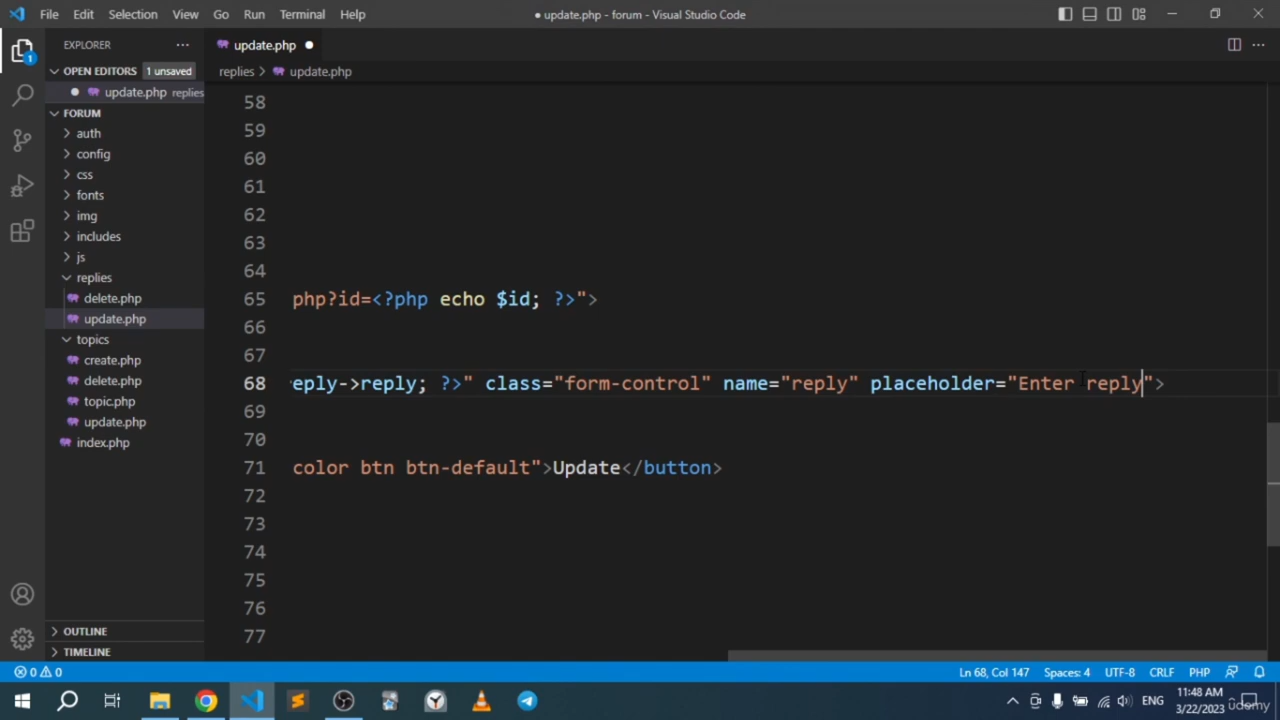 File Edit Selection View Go Run Terminal Help
● update.php - forum - Visual Studio Code
EXPLORER
OPEN EDITORS 1 unsaved
update.php replies
FORUM
auth
config
css
fonts
img
includes
js
replies
delete.php
update.php
topics
create.php
delete.php
topic.php
update.php
index.php
OUTLINE
TIMELINE
update.php
replies > update.php
58
59
60
61
62
63
64
65 php?id=<?php echo $id; ?>">
66
67
68 eply->reply; ?>" class="form-control" name="reply" placeholder="Enter reply">
69
70
71 color btn btn-default">Update</button>
72
73
74
75
76
77
0 0
Ln 68, Col 147 Spaces: 4 UTF-8 CRLF PHP
ENG
11:48 AM
3/22/2023
udemy
1